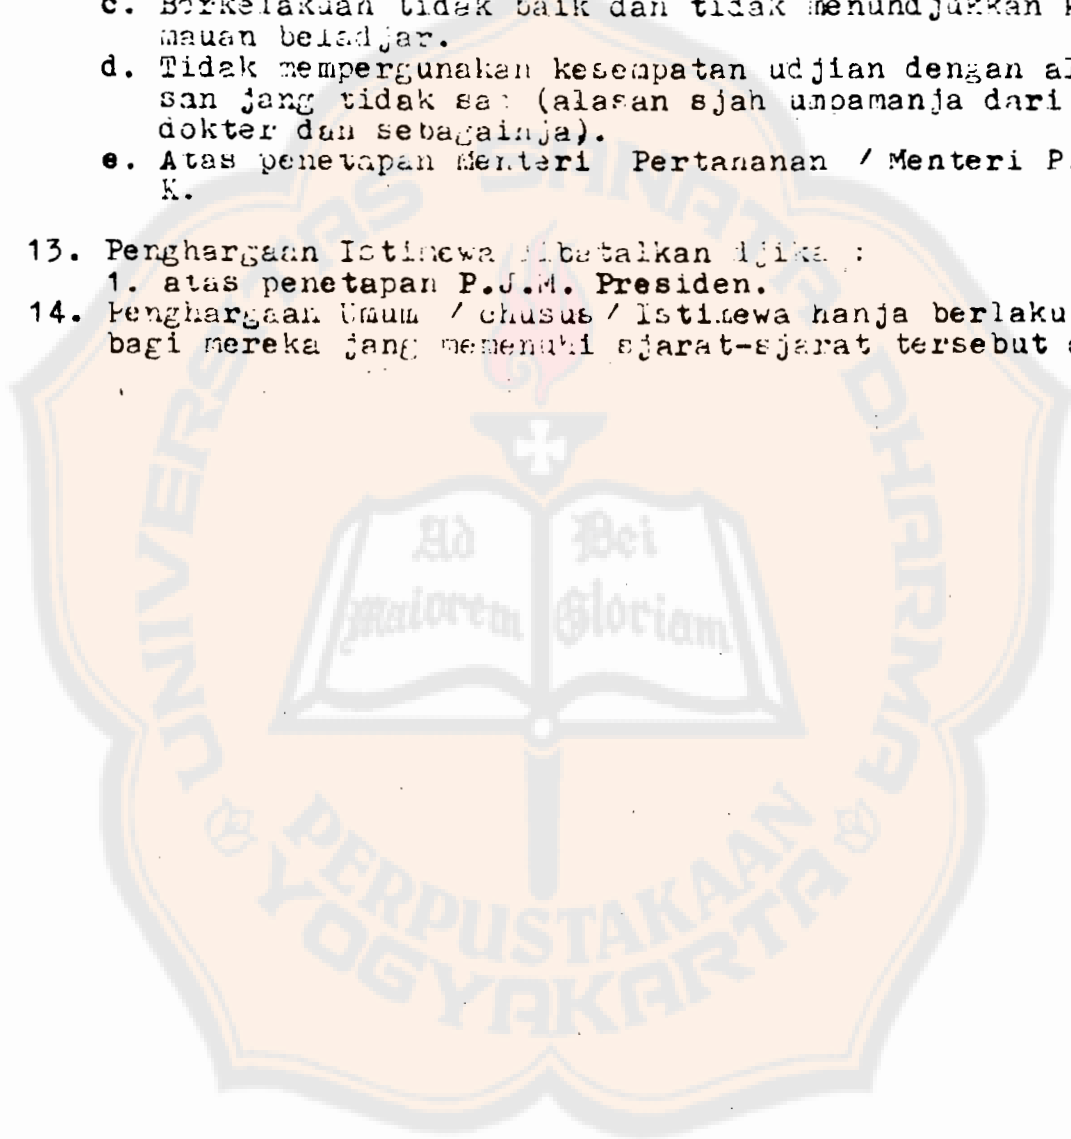 c. Berkelakuan tidak baik dan tidak menundjukkan k
mauan beladjar.
d. Tidak mempergunakan kesempatan udjian dengan al
san jang tidak sa (alasan sjah umpamanja dari
dokter dan sebagainja).
e. Atas penetapan Menteri Pertahanan / Menteri P.
K.
13. Penghargaan Istimewa dibatalkan djika :
1. atas penetapan P.J.M. Presiden.
14. Penghargaan Umum / chusus / Istimewa hanja berlaku
bagi mereka jang memenuhi sjarat-sjarat tersebut
UNIVERSITAS SANATA DHARMA
Ad Dei
maiorem Gloriam
PERPUSTAKAAN
YOGYAKARTA